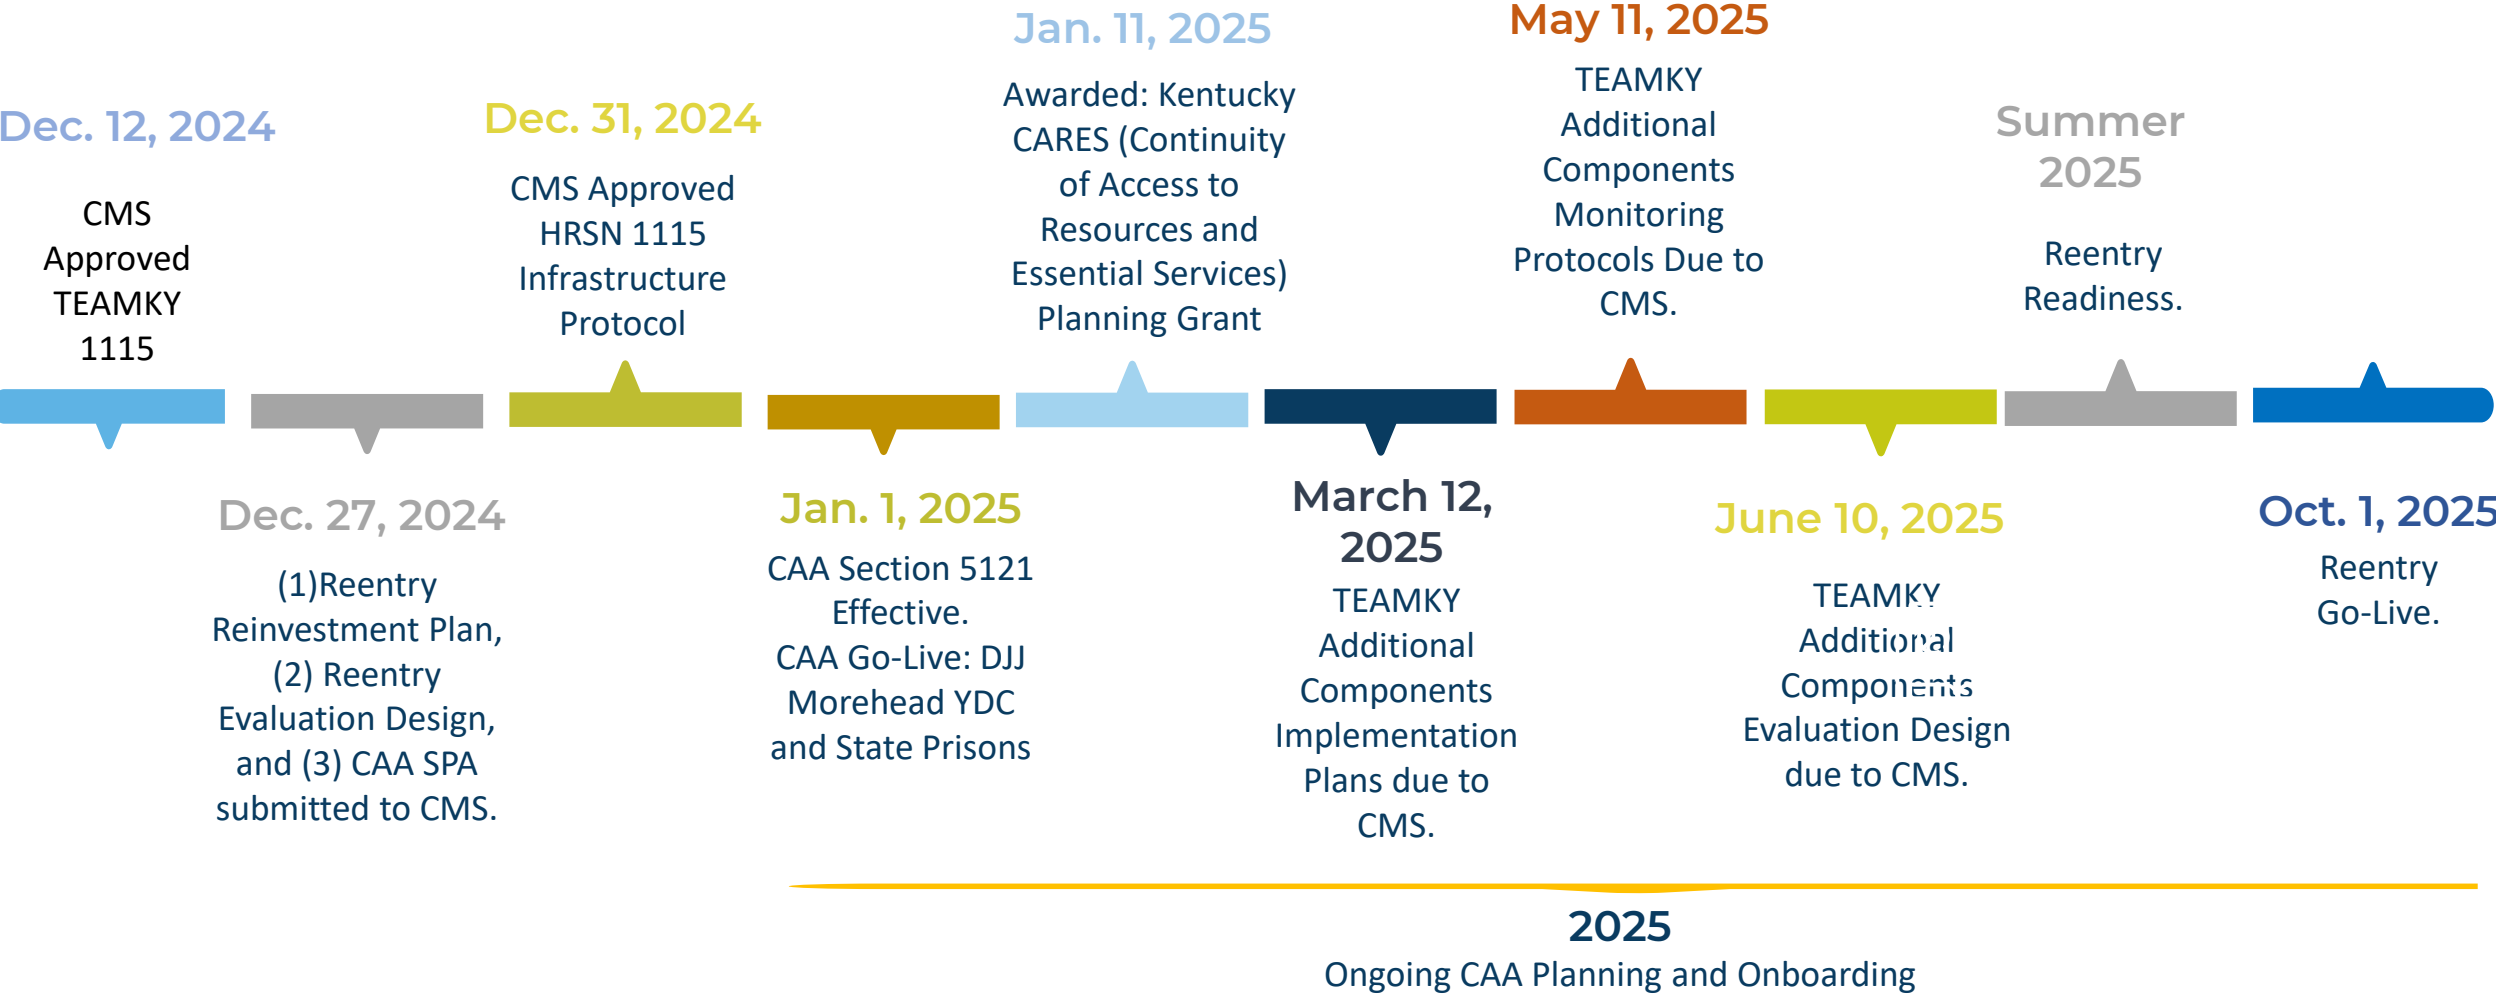 Dec. 12, 2024
CMS
Approved
TEAMKY
1115
Dec. 27, 2024
(1)Reentry
Reinvestment Plan,
(2) Reentry
Evaluation Design,
and (3) CAA SPA
submitted to CMS.
Dec. 31, 2024
CMS Approved
HRSN 1115
Infrastructure
Protocol
Jan. 1, 2025
CAA Section 5121
Effective.
CAA Go-Live: DJJ
Morehead YDC
and State Prisons
Jan. 11, 2025
Awarded: Kentucky
CARES (Continuity
of Access to
Resources and
Essential Services)
Planning Grant
March 12,
2025
TEAMKY
Additional
Components
Implementation
Plans due to
CMS.
May 11, 2025
TEAMKY
Additional
Components
Monitoring
Protocols Due to
CMS.
June 10, 2025
TEAMKY
Additional
Components
Evaluation Design
due to CMS.
Summer
2025
Reentry
Readiness.
Oct. 1, 2025
Reentry
Go-Live.
2025
Ongoing CAA Planning and Onboarding